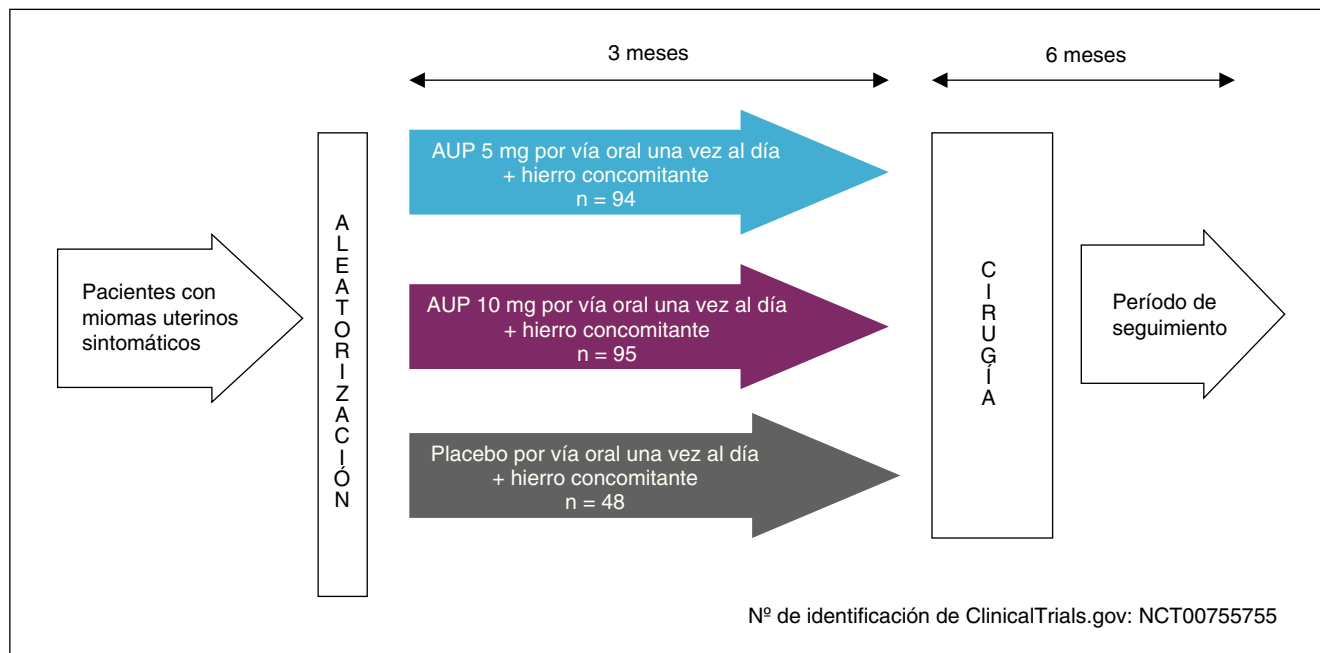 3 meses
6 meses
Pacientes con
miomas uterinos
sintomáticos
ALEATORIZACIÓN
AUP 5 mg por vía oral una vez al día
+ hierro concomitante
n = 94
AUP 10 mg por vía oral una vez al día
+ hierro concomitante
n = 95
Placebo por vía oral una vez al día
+ hierro concomitante
n = 48
CIRUGÍA
Período de
seguimiento
Nº de identificación de ClinicalTrials.gov: NCT00755755